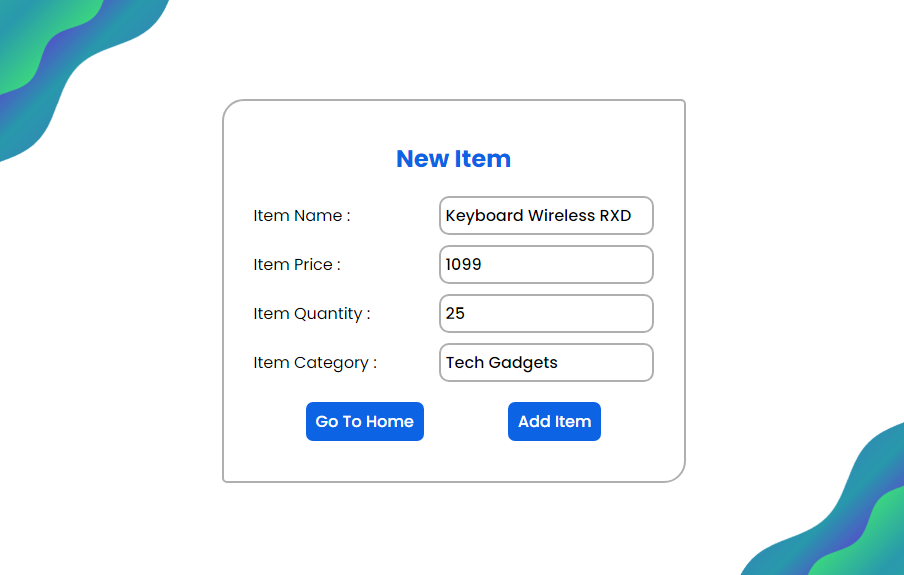 New Item
Item Name : Keyboard Wireless RXD
Item Price : 1099
Item Quantity : 25
Item Category : Tech Gadgets
Go To Home Add Item